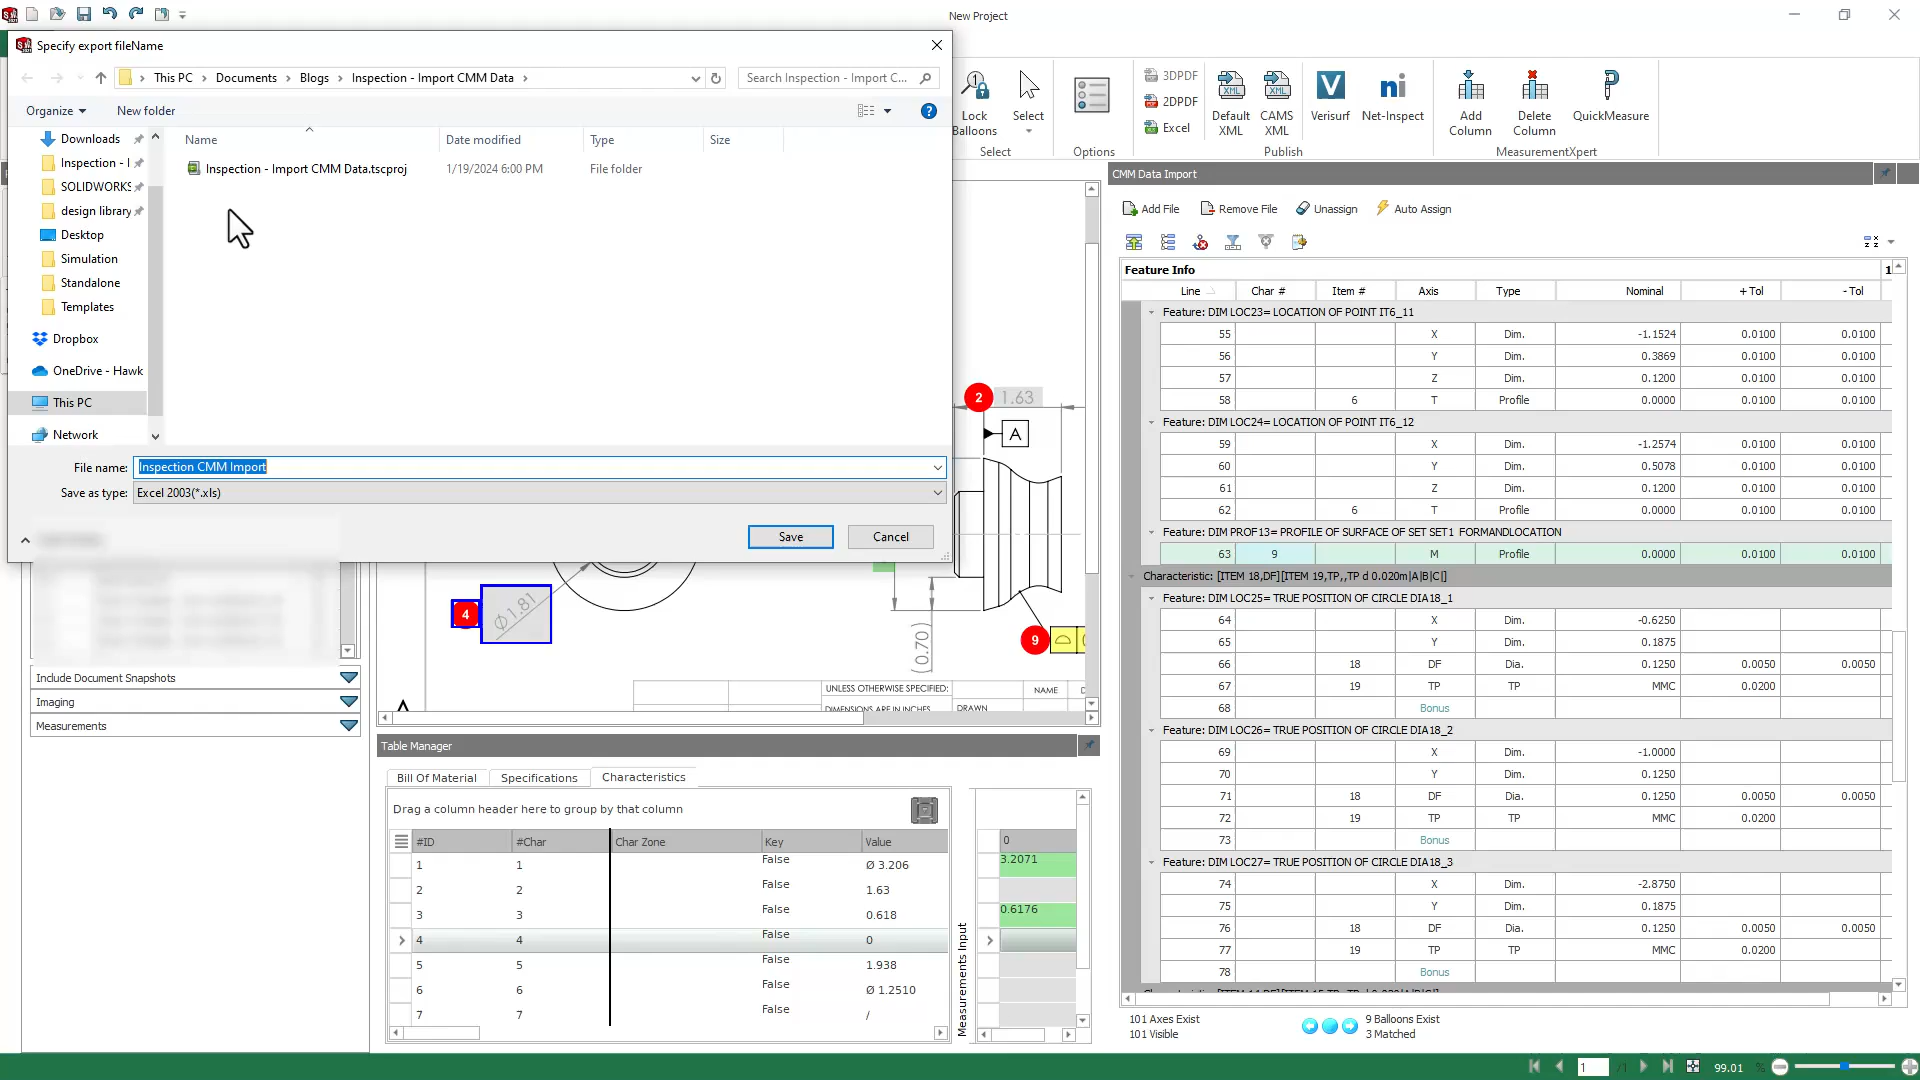 New Project
Specify export fileName
This PC > Documents > Blogs > Inspection - Import CMM Data >
Search Inspection - Import C...
Organize
New folder
Name
Date modified
Type
Size
Inspection - Import CMM Data.tscproj
1/19/2024 6:00 PM
File folder
Downloads
Inspection - I
SOLIDWORKS
design library
Desktop
Simulation
Standalone
Templates
Dropbox
OneDrive - Hawk
This PC
Network
File name: Inspection CMM Import
Save as type: Excel 2003(*.xls)
Save
Cancel
Lock Balloons
Select
Select
Options
3DPDF
2DPDF
Excel
Default XML
CAMS XML
Verisurf
Net-Inspect
Publish
Add Column
Delete Column
QuickMeasure
MeasurementXpert
CMM Data Import
Add File
Remove File
Unassign
Auto Assign
Feature Info
1
Line Char # Item # Axis Type Nominal + Tol - Tol
Feature: DIM LOC23= LOCATION OF POINT IT6_11
55 X Dim. -1.1524 0.0100 0.0100
56 Y Dim. 0.3869 0.0100 0.0100
57 Z Dim. 0.1200 0.0100 0.0100
58 6 T Profile 0.0000 0.0100 0.0100
Feature: DIM LOC24= LOCATION OF POINT IT6_12
59 X Dim. -1.2574 0.0100 0.0100
60 Y Dim. 0.5078 0.0100 0.0100
61 Z Dim. 0.1200 0.0100 0.0100
62 6 T Profile 0.0000 0.0100 0.0100
Feature: DIM PROF13= PROFILE OF SURFACE OF SET SET1 FORMANDLOCATION
63 9 M Profile 0.0000 0.0100 0.0100
Characteristic: [ITEM 18,DF][ITEM 19,TP,,TP d 0.020m|A|B|C|]
Feature: DIM LOC25= TRUE POSITION OF CIRCLE DIA18_1
64 X Dim. -0.6250
65 Y Dim. 0.1875
66 18 DF Dia. 0.1250 0.0050 0.0050
67 19 TP TP MMC 0.0200
68 Bonus
Feature: DIM LOC26= TRUE POSITION OF CIRCLE DIA18_2
69 X Dim. -1.0000
70 Y Dim. 0.1250
71 18 DF Dia. 0.1250 0.0050 0.0050
72 19 TP TP MMC 0.0200
73 Bonus
Feature: DIM LOC27= TRUE POSITION OF CIRCLE DIA18_3
74 X Dim. -2.8750
75 Y Dim. 0.1875
76 18 DF Dia. 0.1250 0.0050 0.0050
77 19 TP TP MMC 0.0200
78 Bonus
101 Axes Exist
101 Visible
9 Balloons Exist
3 Matched
2 1.63
A
4 Ø1.81
(0.70)
9
UNLESS OTHERWISE SPECIFIED:
NAME
DIMENSIONS ARE IN INCHES
DRAWN
A
Include Document Snapshots
Imaging
Measurements
Table Manager
Bill Of Material
Specifications
Characteristics
Drag a column header here to group by that column
#ID #Char Char Zone Key Value
1 1 False Ø 3.206
2 2 False 1.63
3 3 False 0.618
4 4 False 0
5 5 False 1.938
6 6 False Ø 1.2510
7 7 False /
Measurements Input
0
3.2071
0.6176
1 /1
99.01 %